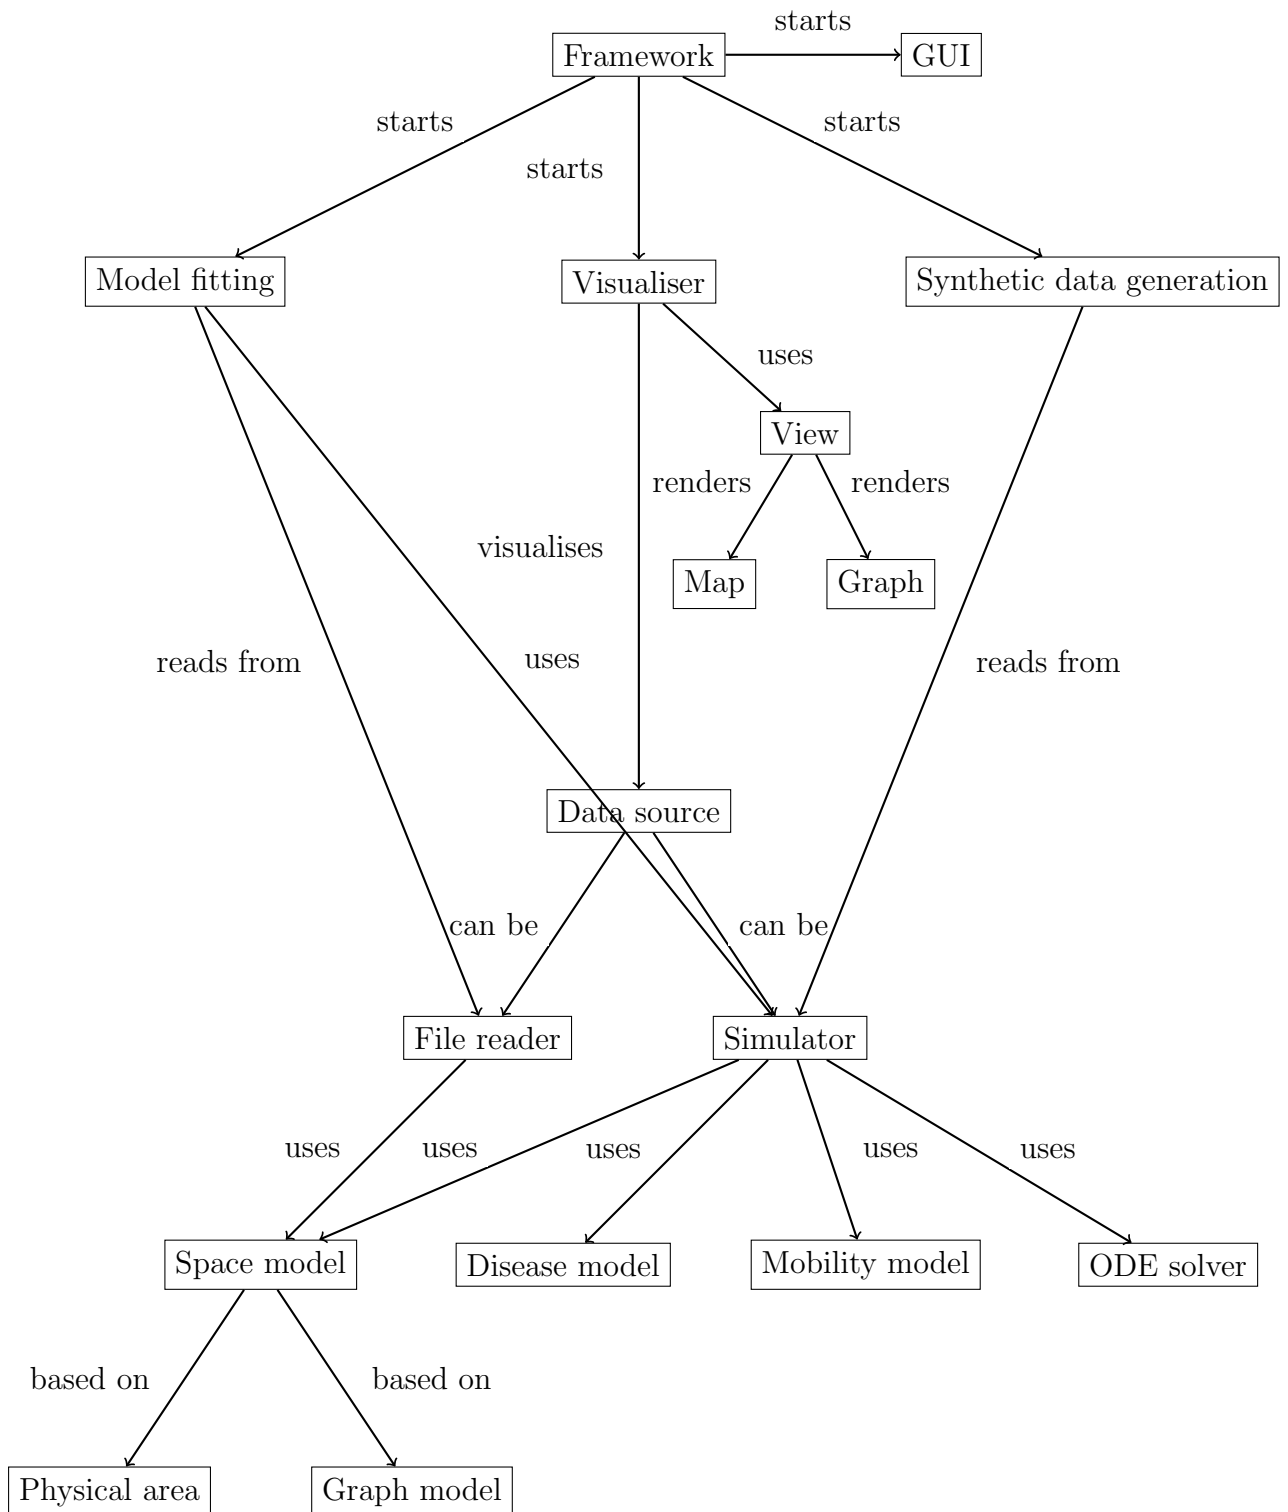 starts
Framework
GUI
starts
starts
starts
Model fitting
Visualiser
Synthetic data generation
uses
View
renders
renders
visualises
Map
Graph
reads from
uses
reads from
Data source
can be
can be
File reader
Simulator
uses
uses
uses
uses
uses
Space model
Disease model
Mobility model
ODE solver
based on
based on
Physical area
Graph model